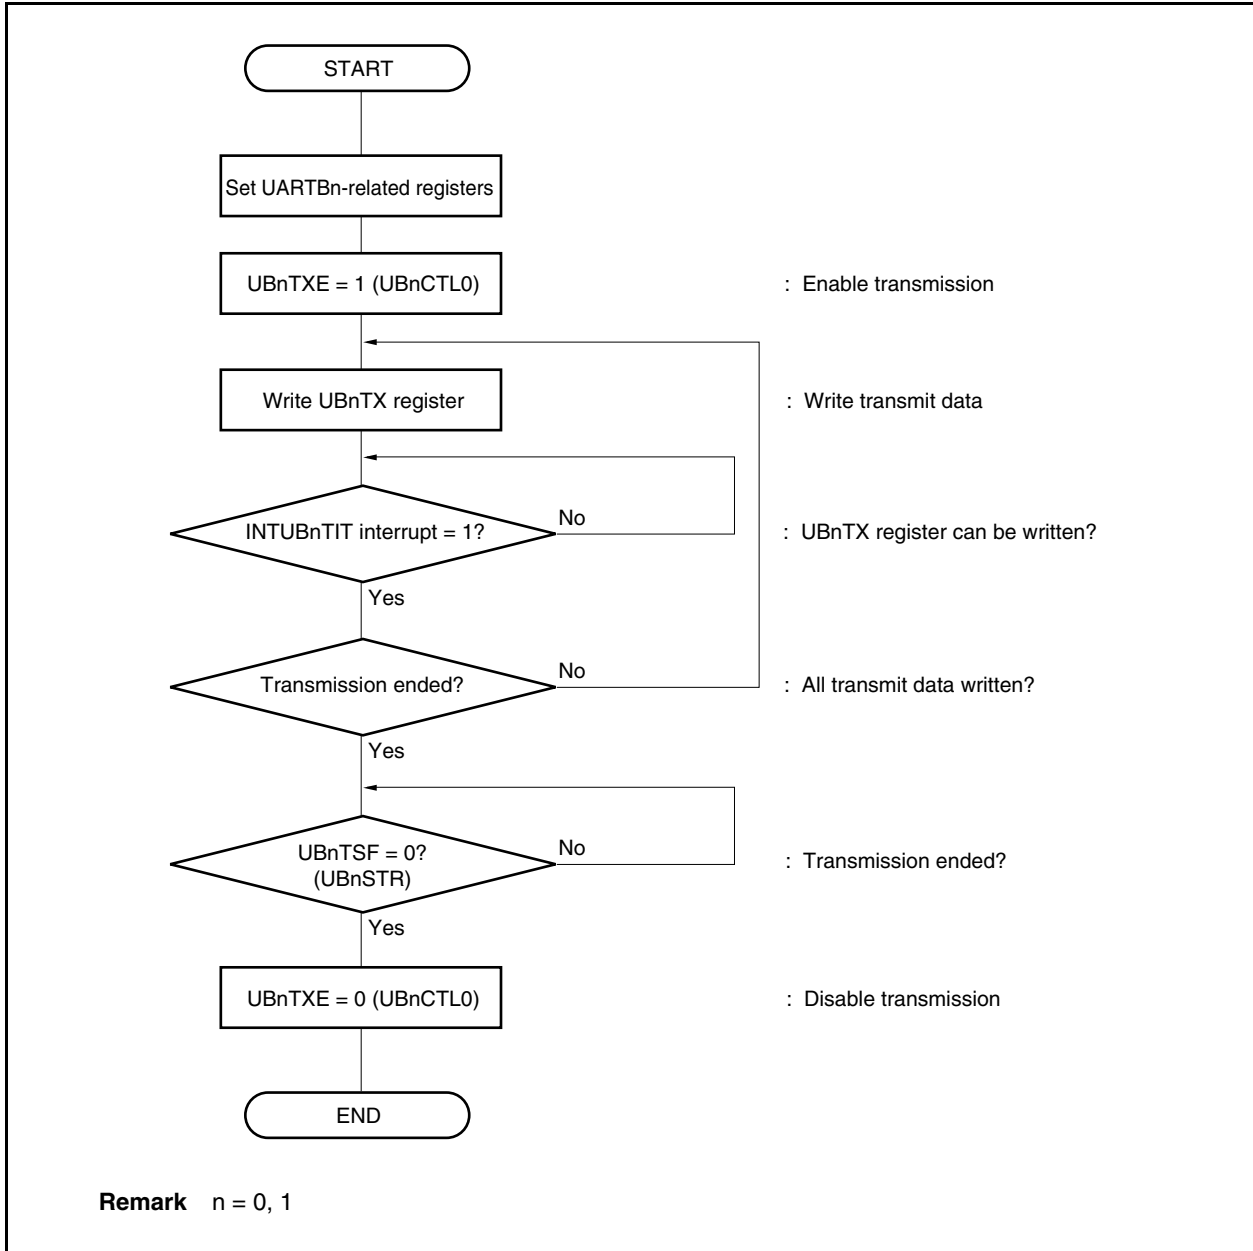 START
Set UARTBn-related registers
UBnTXE = 1 (UBnCTL0)
: Enable transmission
Write UBnTX register
: Write transmit data
INTUBnTIT interrupt = 1?
No
: UBnTX register can be written?
Yes
Transmission ended?
No
: All transmit data written?
Yes
UBnTSF = 0?
(UBnSTR)
No
: Transmission ended?
Yes
UBnTXE = 0 (UBnCTL0)
: Disable transmission
END
Remark n = 0, 1